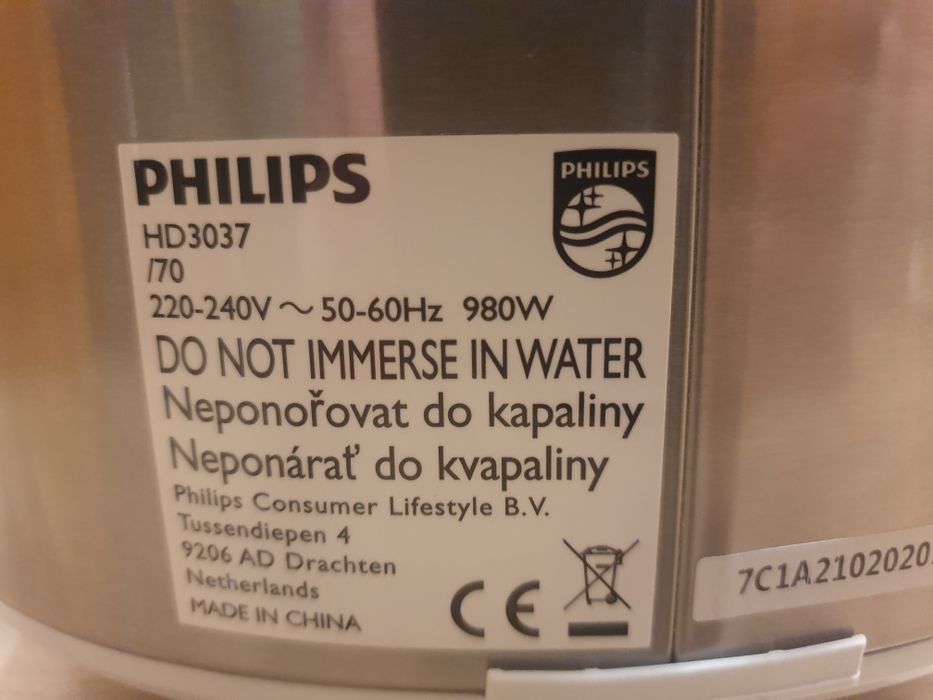 PHILIPS
PHILIPS
HD3037
/70
220-240V ~ 50-60Hz 980W
DO NOT IMMERSE IN WATER
Neponořovat do kapaliny
Neponárať do kvapaliny
Philips Consumer Lifestyle B.V.
Tussendiepen 4
9206 AD Drachten
Netherlands
MADE IN CHINA
CE
7C1A2102020